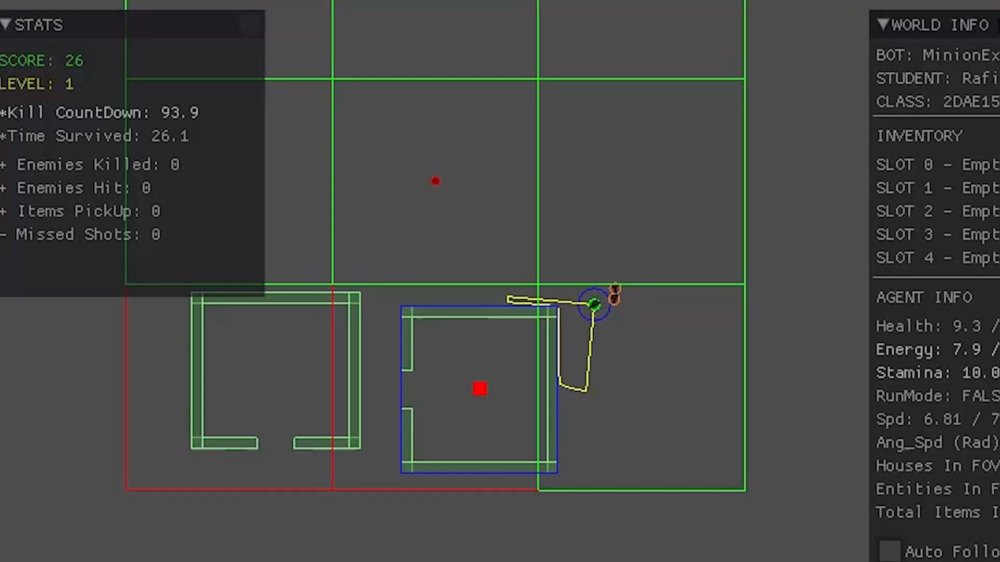 STATS
SCORE: 26
LEVEL: 1
*Kill CountDown: 93.9
*Time Survived: 26.1
+ Enemies Killed: 0
+ Enemies Hit: 0
+ Items PickUp: 0
- Missed Shots: 0
WORLD INFO
BOT: MinionEx
STUDENT: Rafi
CLASS: 2DAE15
INVENTORY
SLOT 0 - Empt
SLOT 1 - Empt
SLOT 2 - Empt
SLOT 3 - Empt
SLOT 4 - Empt
AGENT INFO
Health: 9.3 /
Energy: 7.9 /
Stamina: 10.0
RunMode: FALS
Spd: 6.81 / 7
Ang_Spd (Rad)
Houses In FOV
Entities In F
Total Items I
Auto Follo